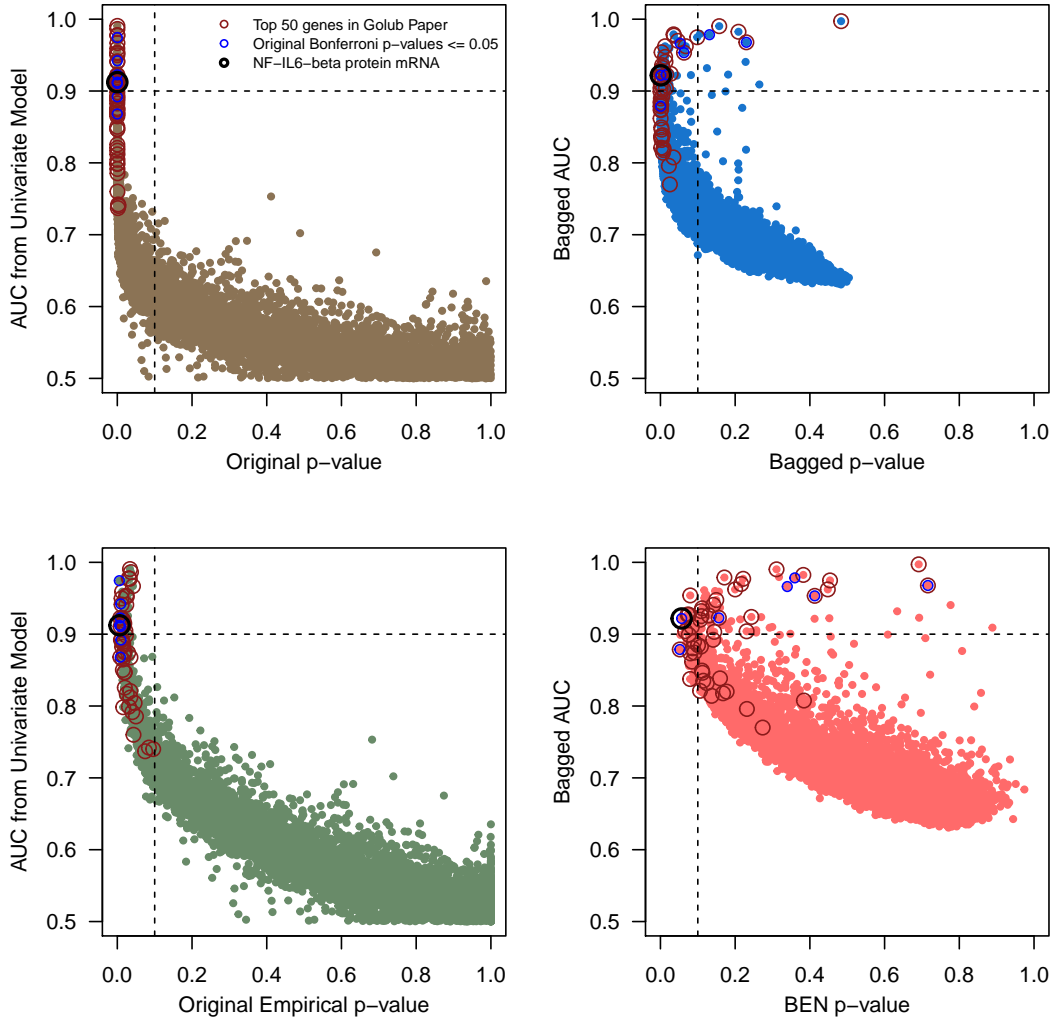 Top 50 genes in Golub Paper
Original Bonferroni p−values <= 0.05
NF−IL6−beta protein mRNA
AUC from Univariate Model
1.0
0.9
0.8
0.7
0.6
0.5
0.0 0.2 0.4 0.6 0.8 1.0
Original p−value
Bagged AUC
1.0
0.9
0.8
0.7
0.6
0.5
0.0 0.2 0.4 0.6 0.8 1.0
Bagged p−value
AUC from Univariate Model
1.0
0.9
0.8
0.7
0.6
0.5
0.0 0.2 0.4 0.6 0.8 1.0
Original Empirical p−value
Bagged AUC
1.0
0.9
0.8
0.7
0.6
0.5
0.0 0.2 0.4 0.6 0.8 1.0
BEN p−value